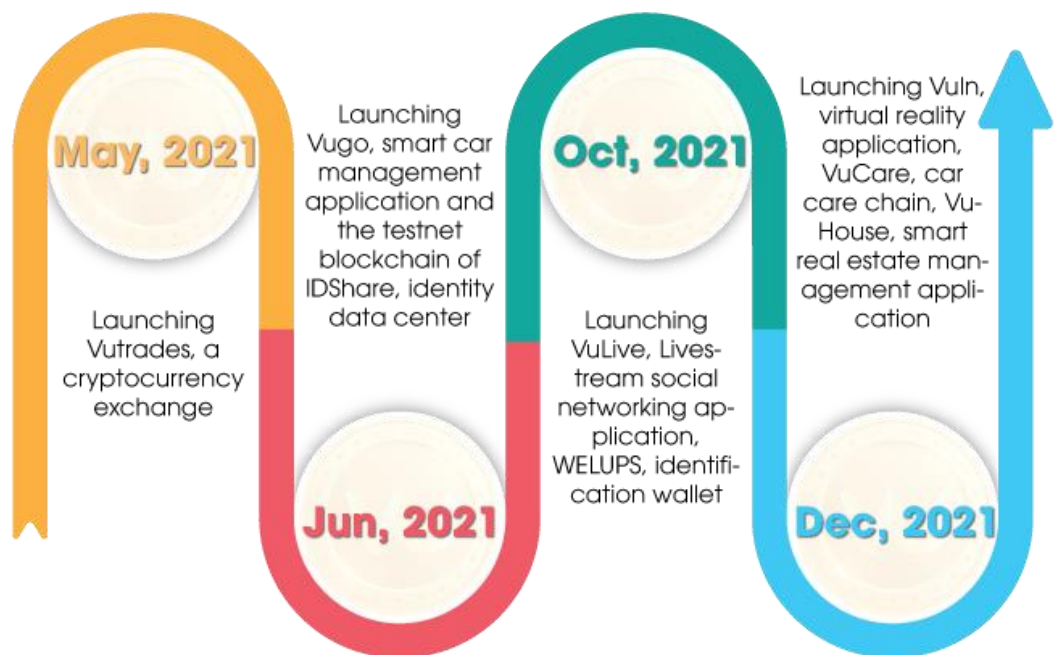 May, 2021
Launching
Vutrades, a
cryptocurrency
exchange
Launching
Vugo, smart car
management
application and
the testnet
blockchain of
IDShare, identity
data center
Jun, 2021
Oct, 2021
Launching
VuLive, Lives-
tream social
networking ap-
plication,
WELUPS, identifi-
cation wallet
Launching Vuln,
virtual reality
application,
VuCare, car
care chain, Vu-
House, smart
real estate man-
agement appli-
cation
Dec, 2021